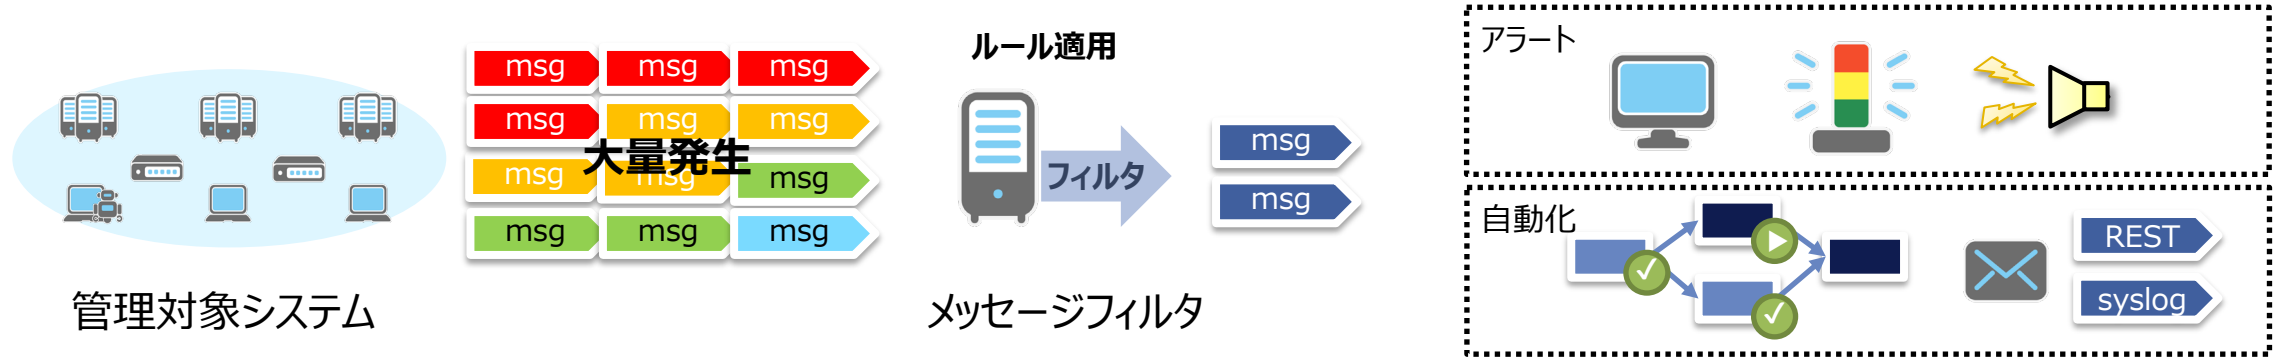 管理対象システム
msg msg msg
msg msg msg
大量発生
msg msg msg
msg msg msg
ルール適用
フィルタ
メッセージフィルタ
msg
msg
アラート
自動化
REST
syslog